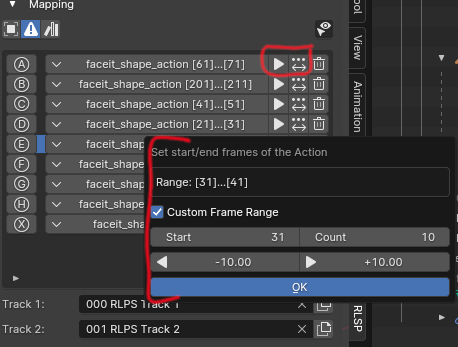 Mapping
A faceit_shape_action [61]...[71]
B faceit_shape_action [201]...[211]
C faceit_shape_action [41]...[51]
D faceit_shape_action [21]...[31]
E faceit_shap
F faceit_shape
G faceit_shape
H faceit_shape
X faceit_sha
Set start/end frames of the Action
Range: [31]...[41]
Custom Frame Range
Start 31 Count 10
-10.00 +10.00
OK
Track 1: 000 RLPS Track 1
Track 2: 001 RLPS Track 2
ool
View
Animation
RLSP